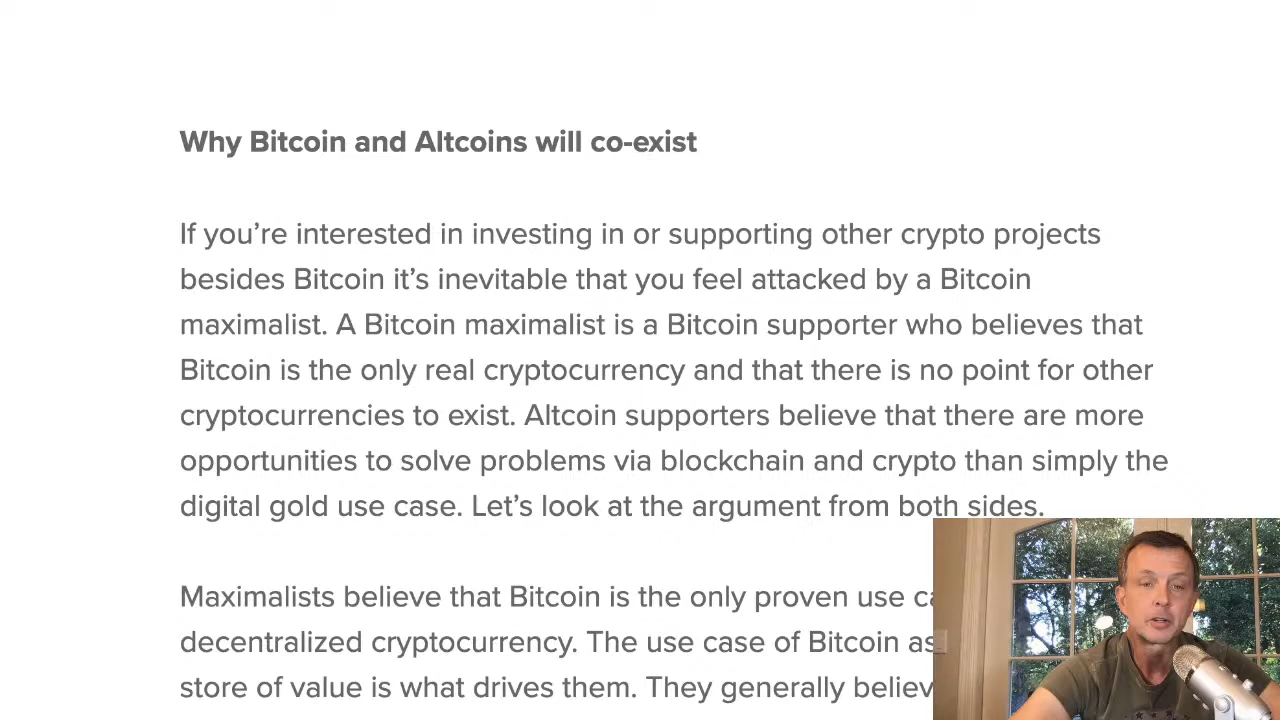 Why Bitcoin and Altcoins will co-exist
If you’re interested in investing in or supporting other crypto projects
besides Bitcoin it’s inevitable that you feel attacked by a Bitcoin
maximalist. A Bitcoin maximalist is a Bitcoin supporter who believes that
Bitcoin is the only real cryptocurrency and that there is no point for other
cryptocurrencies to exist. Altcoin supporters believe that there are more
opportunities to solve problems via blockchain and crypto than simply the
digital gold use case. Let’s look at the argument from both sides.
Maximalists believe that Bitcoin is the only proven use
decentralized cryptocurrency. The use case of Bitcoin as
store of value is what drives them. They generally